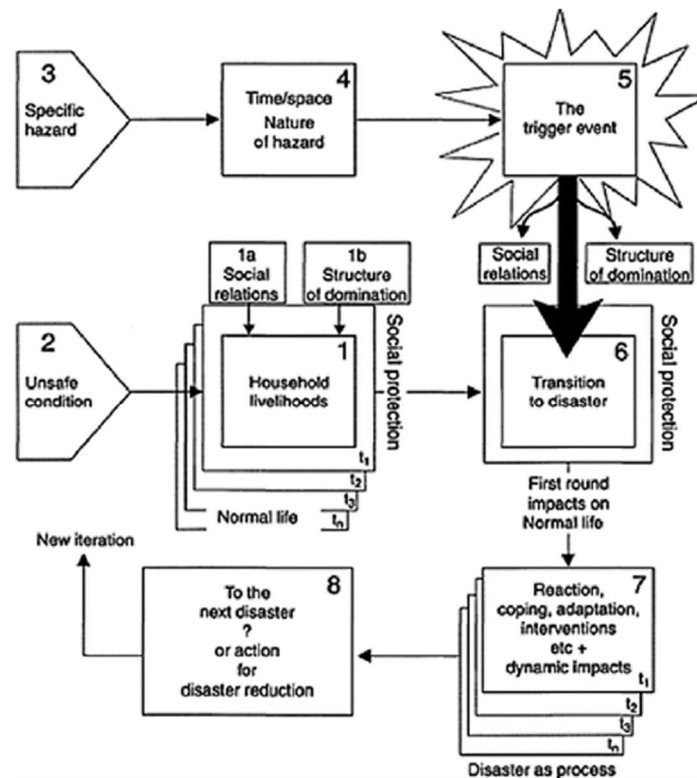 3
Specific
hazard
4
Time/space
Nature
of hazard
5
The
trigger event
Social
relations
Structure
of domination
1a
Social
relations
1b
Structure
of domination
2
Unsafe
condition
1
Household
livelihoods
Social protection
t1
t2
t3
tn
Normal life
6
Transition
to disaster
Social protection
First round
impacts on
Normal life
New iteration
8
To the
next disaster
?
or action
for
disaster reduction
7
Reaction,
coping, adaptation,
interventions
etc +
dynamic impacts
t1
t2
t3
tn
Disaster as process